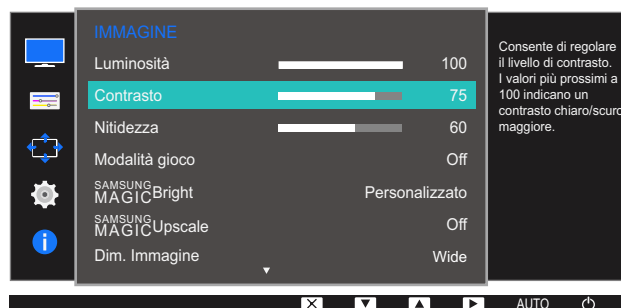 IMMAGINE
Luminosità 100
Contrasto 75
Nitidezza 60
Modalità gioco Off
SAMSUNG MAGIC Bright Personalizzato
SAMSUNG MAGIC Upscale Off
Dim. Immagine Wide
Consente di regolare
il livello di contrasto.
I valori più prossimi a
100 indicano un
contrasto chiaro/scuro
maggiore.
AUTO